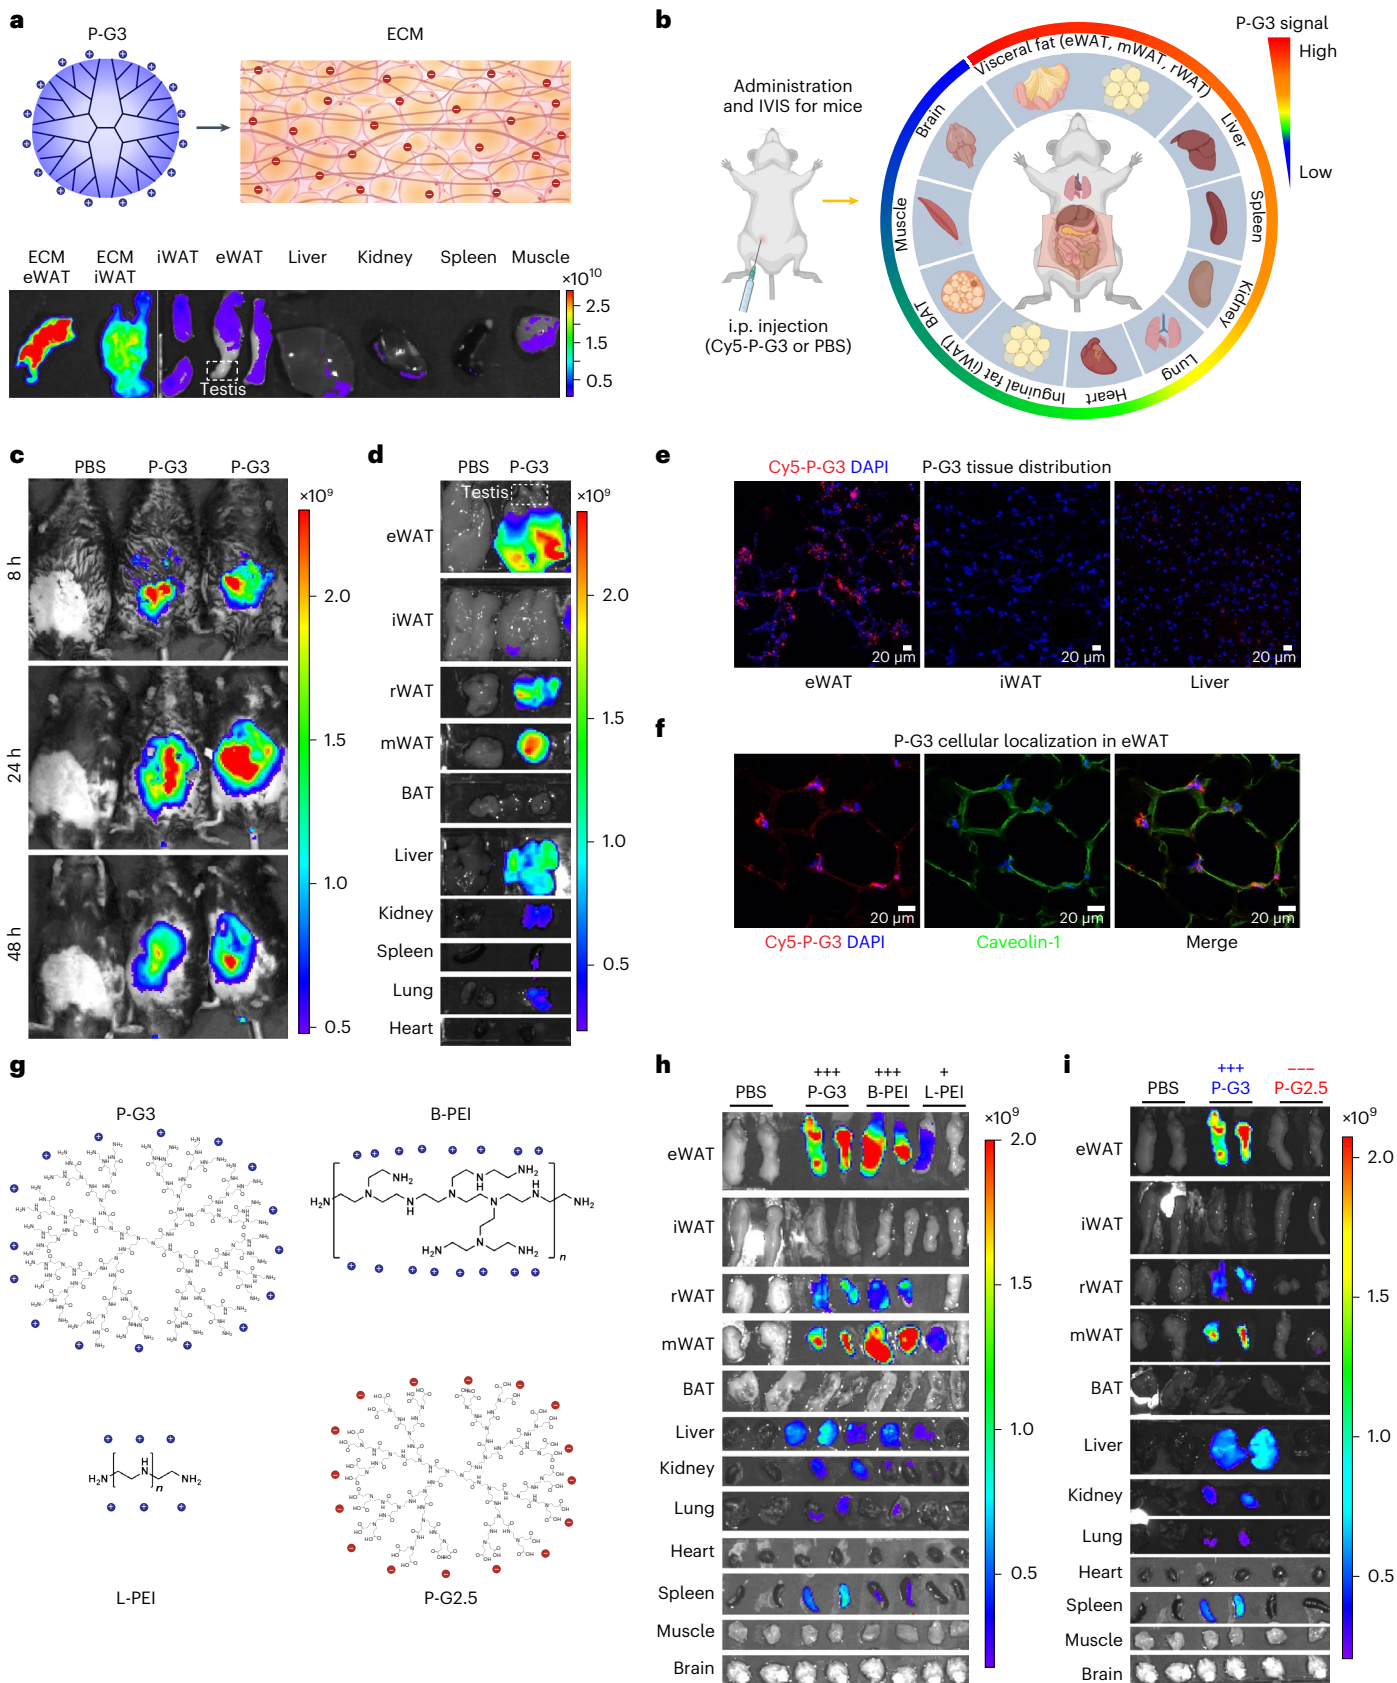 a
P-G3
ECM
ECM
eWAT
ECM
iWAT
iWAT
eWAT
Liver
Kidney
Spleen
Muscle
×10¹⁰
2.5
1.5
0.5
Testis
b
Administration
and IVIS for mice
i.p. injection
(Cy5-P-G3 or PBS)
P-G3 signal
High
Low
Visceral fat (eWAT, mWAT, rWAT)
Liver
Spleen
Kidney
Lung
Heart
Inguinal fat (iWAT)
BAT
Muscle
Brain
c
PBS
P-G3
P-G3
8 h
24 h
48 h
×10⁹
2.0
1.5
1.0
0.5
d
PBS
P-G3
Testis
×10⁹
eWAT
iWAT
rWAT
mWAT
BAT
Liver
Kidney
Spleen
Lung
Heart
2.0
1.5
1.0
0.5
e
Cy5-P-G3 DAPI
P-G3 tissue distribution
20 µm
20 µm
20 µm
eWAT
iWAT
Liver
f
P-G3 cellular localization in eWAT
20 µm
20 µm
20 µm
Cy5-P-G3 DAPI
Caveolin-1
Merge
g
P-G3
B-PEI
H₂N
NH₂
N
H
n
L-PEI
P-G2.5
h
+++
+++
+
PBS
P-G3
B-PEI
L-PEI
×10⁹
eWAT
iWAT
rWAT
mWAT
BAT
Liver
Kidney
Lung
Heart
Spleen
Muscle
Brain
2.0
1.5
1.0
0.5
i
+++
−−−
PBS
P-G3
P-G2.5
×10⁹
eWAT
iWAT
rWAT
mWAT
BAT
Liver
Kidney
Lung
Heart
Spleen
Muscle
Brain
2.0
1.5
1.0
0.5